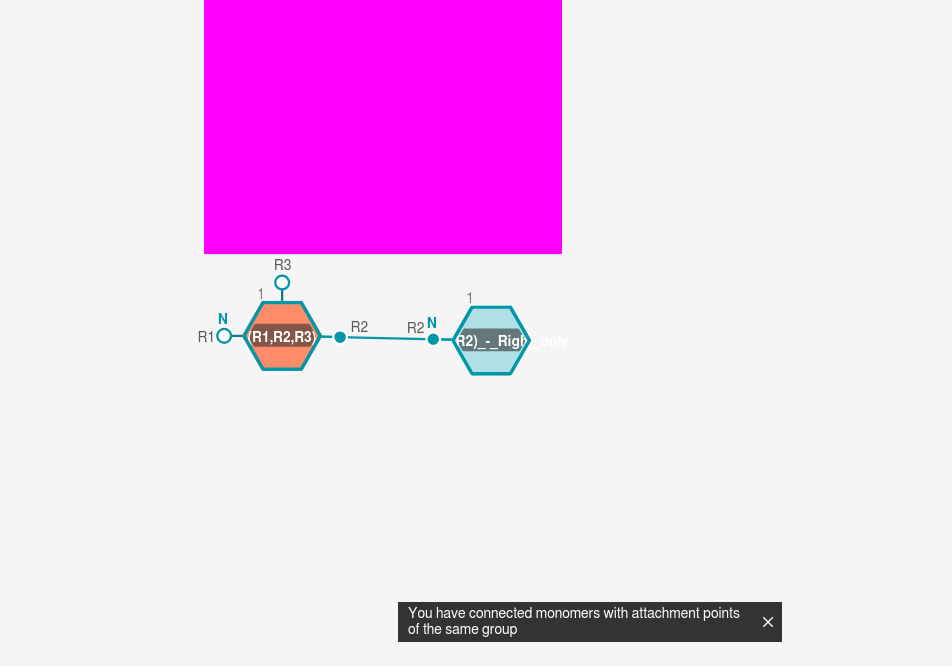 R3
1
1
N
N
R1
(R1,R2,R3)
R2
R2
R2)_-_Right_only
You have connected monomers with attachment points
of the same group